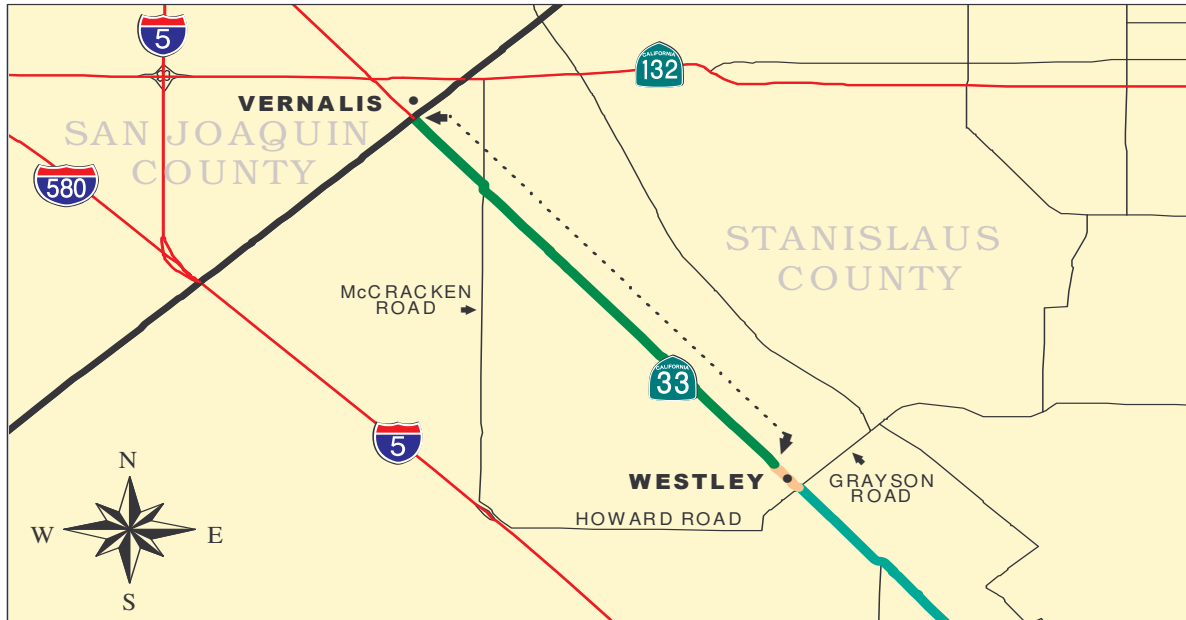 5
CALIFORNIA
132
VERNALIS
SAN JOAQUIN
COUNTY
580
STANISLAUS
COUNTY
McCRACKEN
ROAD
CALIFORNIA
33
5
WESTLEY
GRAYSON
ROAD
HOWARD ROAD
N
W
E
S